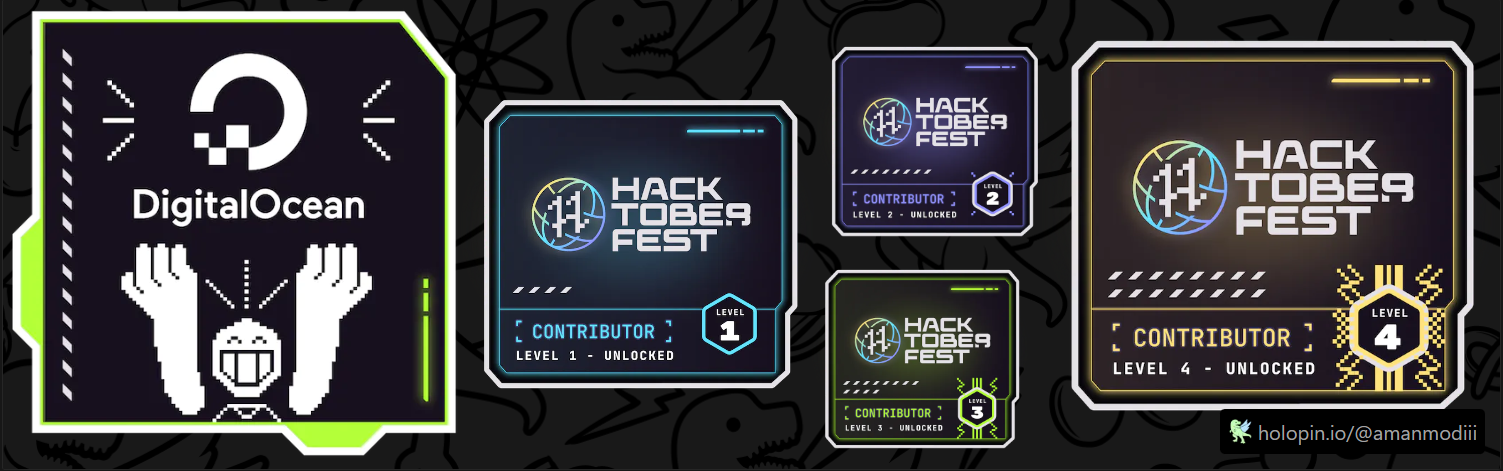 DigitalOcean
HACK
TOBER
FEST
[ CONTRIBUTOR ]
LEVEL 1 - UNLOCKED
LEVEL
1
HACK
TOBER
FEST
[ CONTRIBUTOR ]
LEVEL 2 - UNLOCKED
LEVEL
2
HACK
TOBER
FEST
[ CONTRIBUTOR ]
LEVEL 3 - UNLOCKED
LEVEL
3
HACK
TOBER
FEST
[ CONTRIBUTOR ]
LEVEL 4 - UNLOCKED
LEVEL
4
holopin.io/@amanmodiii